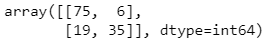 array([[75,  6],
       [19, 35]], dtype=int64)